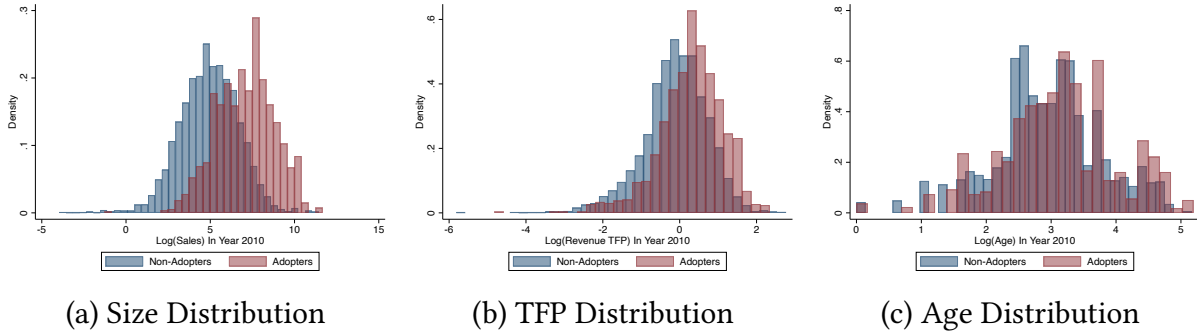 Density
0 .1 .2 .3
-5 0 5 10 15
Log(Sales) In Year 2010
Non-Adopters Adopters
(a) Size Distribution
Density
0 .2 .4 .6
-6 -4 -2 0 2
Log(Revenue TFP) In Year 2010
Non-Adopters Adopters
(b) TFP Distribution
Density
0 .2 .4 .6 .8
0 1 2 3 4 5
Log(Age) In Year 2010
Non-Adopters Adopters
(c) Age Distribution